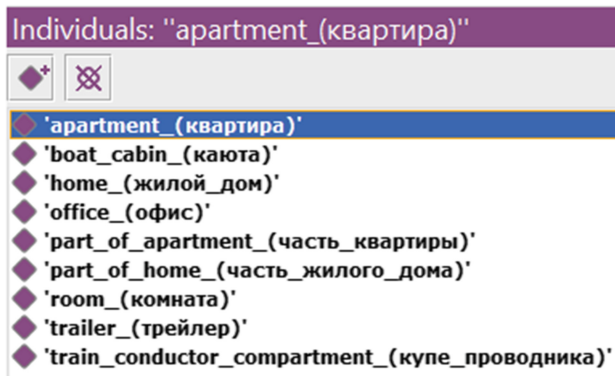 Individuals: "apartment_(квартира)"
'apartment_(квартира)'
'boat_cabin_(каюта)'
'home_(жилой_дом)'
'office_(офис)'
'part_of_apartment_(часть_квартиры)'
'part_of_home_(часть_жилого_дома)'
'room_(комната)'
'trailer_(трейлер)'
'train_conductor_compartment_(купе_проводника)'